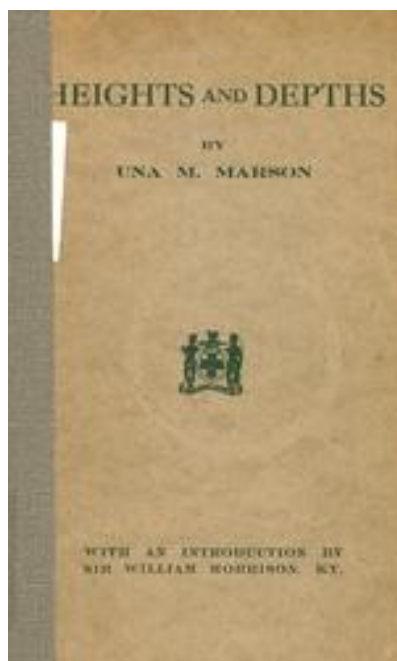 HEIGHTS AND DEPTHS
BY
UNA M. MARSON
WITH AN INTRODUCTION BY
SIR WILLIAM MORRISON, KT.